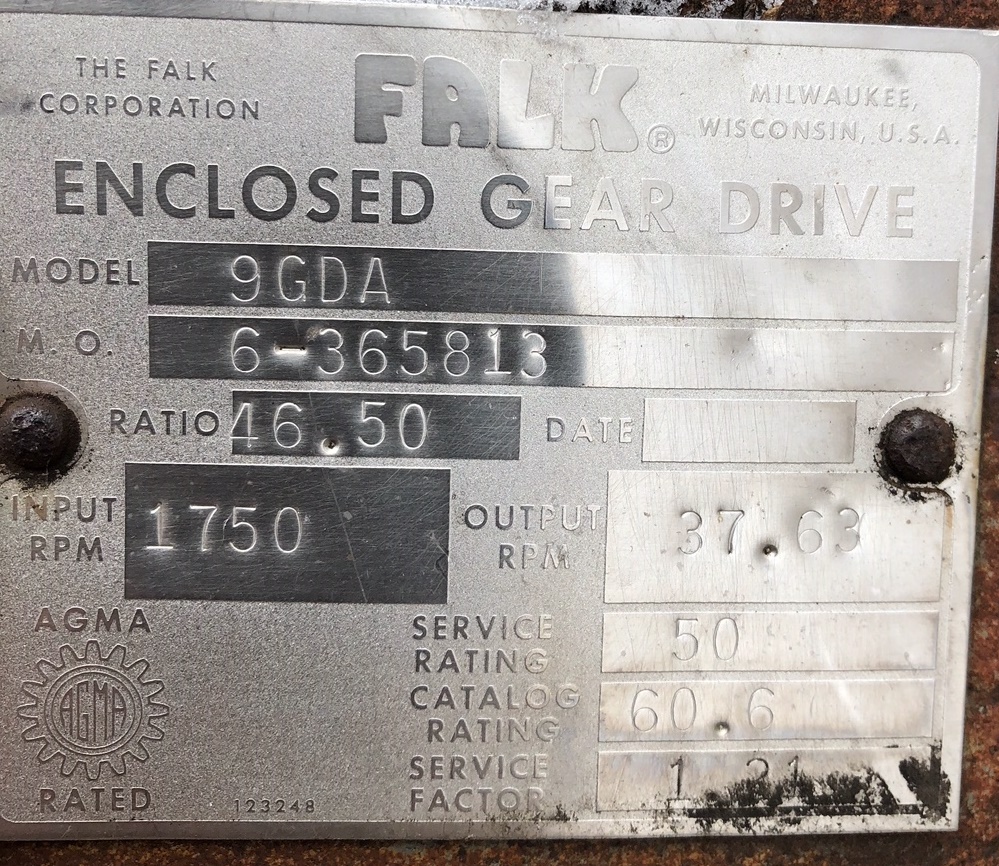 THE FALK
CORPORATION
FALK®
MILWAUKEE,
WISCONSIN, U.S.A.
ENCLOSED GEAR DRIVE
MODEL 9GDA
M. O. 6-365813
RATIO 46.50 DATE
INPUT
RPM 1750
OUTPUT
RPM 37.63
AGMA
AGMA
RATED
123248
SERVICE
RATING 50
CATALOG
RATING 60.6
SERVICE
FACTOR 1.21